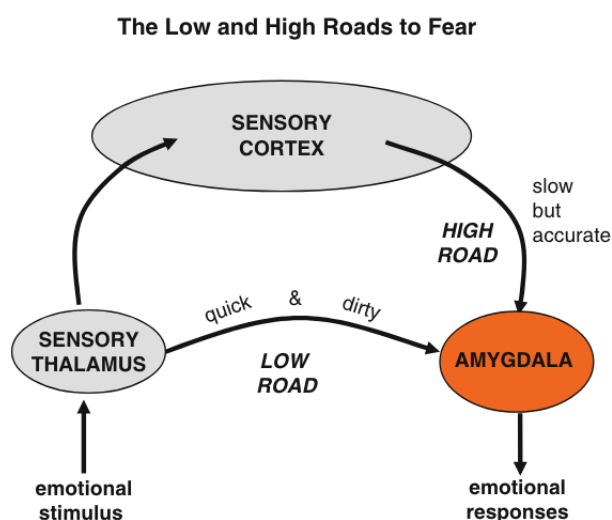 The Low and High Roads to Fear
SENSORY
CORTEX
slow
but
accurate
HIGH
ROAD
quick & dirty
SENSORY
THALAMUS
LOW
ROAD
AMYGDALA
emotional
stimulus
emotional
responses